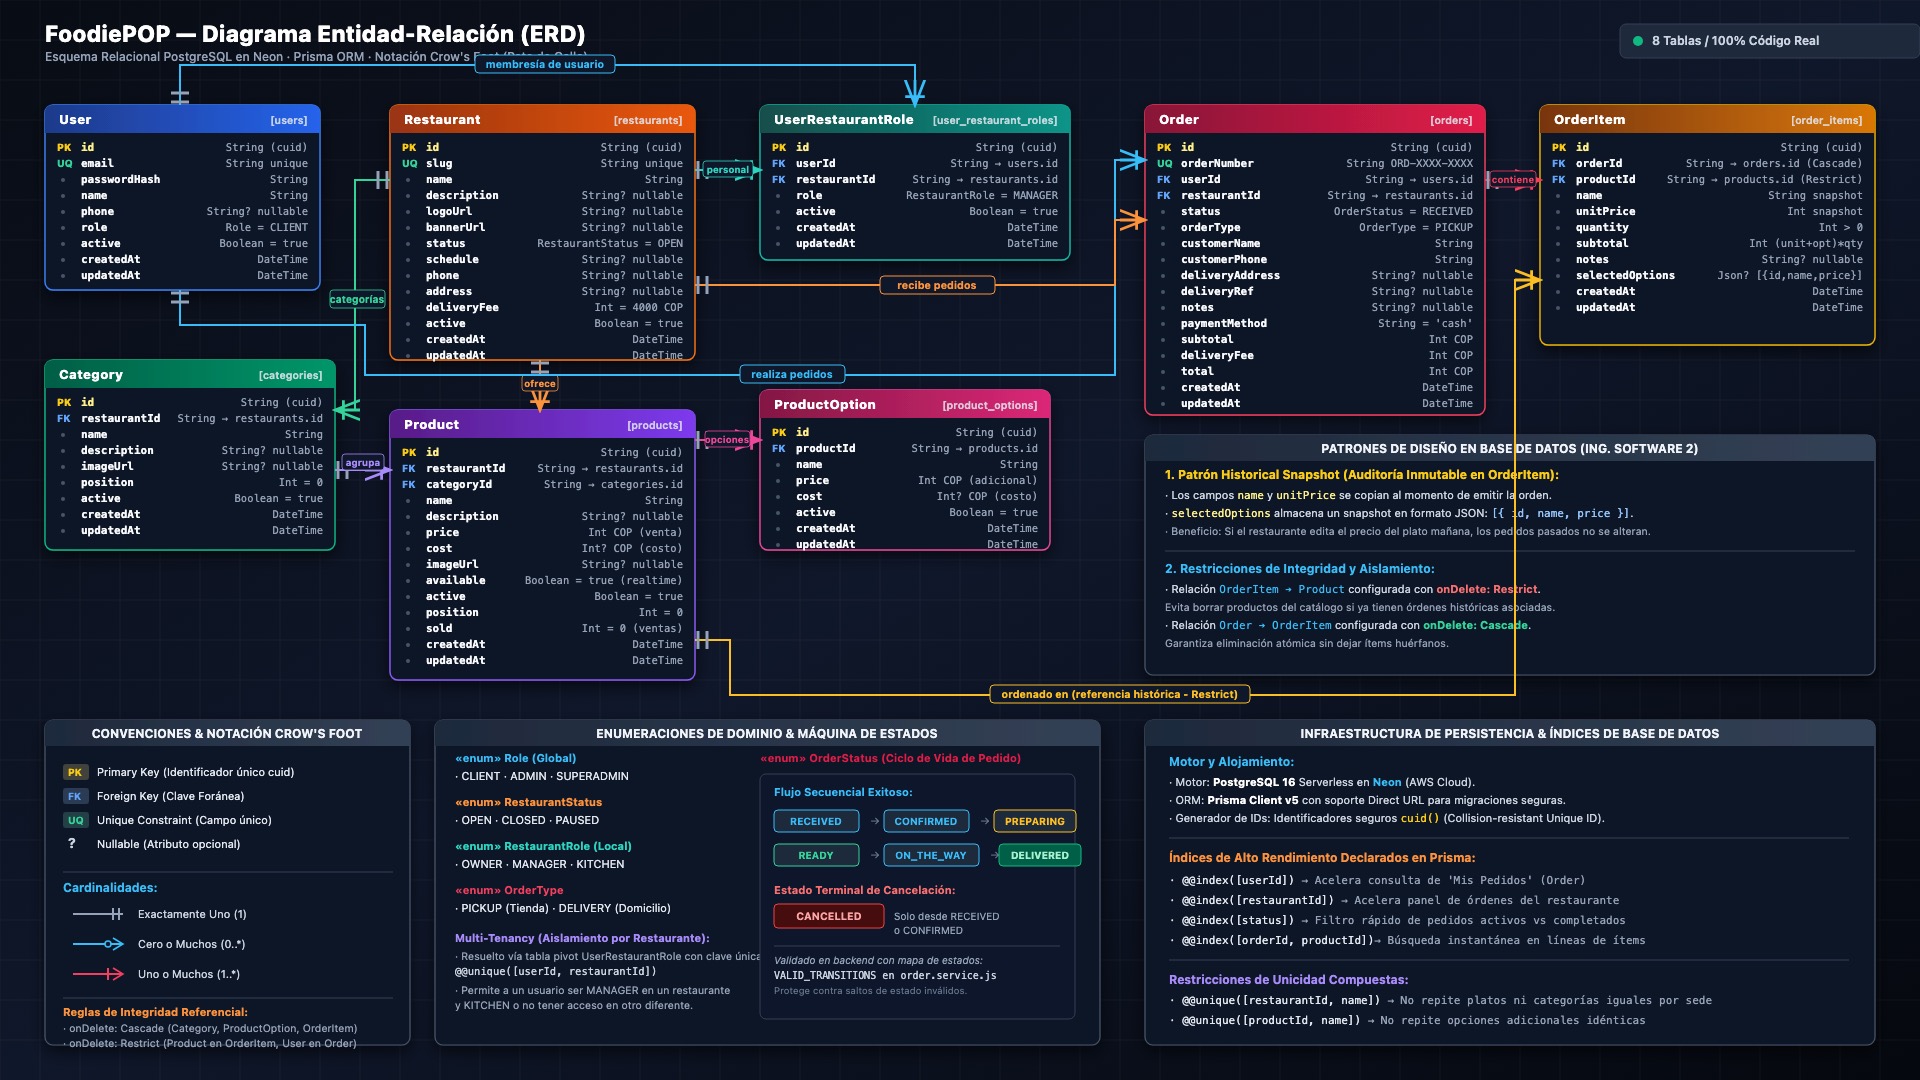 FoodiePOP — Diagrama Entidad-Relación (ERD)
Esquema Relacional PostgreSQL en Neon · Prisma ORM · Notación Crow's
8 Tablas / 100% Código Real
membresía de usuario
User [users]
PK id String (cuid)
UQ email String unique
• passwordHash String
• name String
• phone String? nullable
• role Role = CLIENT
• active Boolean = true
• createdAt DateTime
• updatedAt DateTime
Restaurant [restaurants]
PK id String (cuid)
UQ slug String unique
• name String
• description String? nullable
• logoUrl String? nullable
• bannerUrl String? nullable
• status RestaurantStatus = OPEN
• schedule String? nullable
• phone String? nullable
• address String? nullable
• deliveryFee Int = 4000 COP
• active Boolean = true
• createdAt DateTime
• updatedAt DateTime
personal
UserRestaurantRole [user_restaurant_roles]
PK id String (cuid)
FK userId String → users.id
FK restaurantId String → restaurants.id
• role RestaurantRole = MANAGER
• active Boolean = true
• createdAt DateTime
• updatedAt DateTime
Order [orders]
PK id String (cuid)
UQ orderNumber String ORD-XXXX-XXXX
FK userId String → users.id
FK restaurantId String → restaurants.id
• status OrderStatus = RECEIVED
• orderType OrderType = PICKUP
• customerName String
• customerPhone String
• deliveryAddress String? nullable
• deliveryRef String? nullable
• notes String? nullable
• paymentMethod String = 'cash'
• subtotal Int COP
• deliveryFee Int COP
• total Int COP
• createdAt DateTime
• updatedAt DateTime
contiene
OrderItem [order_items]
PK id String (cuid)
FK orderId String → orders.id (Cascade)
FK productId String → products.id (Restrict)
• name String snapshot
• unitPrice Int snapshot
• quantity Int > 0
• subtotal Int (unit+opt)*qty
• notes String? nullable
• selectedOptions Json? [{id,name,price}]
• createdAt DateTime
• updatedAt DateTime
categorías
recibe pedidos
realiza pedidos
ofrece
Category [categories]
PK id String (cuid)
FK restaurantId String → restaurants.id
• name String
• description String? nullable
• imageUrl String? nullable
• position Int = 0
• active Boolean = true
• createdAt DateTime
• updatedAt DateTime
agrupa
Product [products]
PK id String (cuid)
FK restaurantId String → restaurants.id
FK categoryId String → categories.id
• name String
• description String? nullable
• price Int COP (venta)
• cost Int? COP (costo)
• imageUrl String? nullable
• available Boolean = true (realtime)
• active Boolean = true
• position Int = 0
• sold Int = 0 (ventas)
• createdAt DateTime
• updatedAt DateTime
opciones
ProductOption [product_options]
PK id String (cuid)
FK productId String → products.id
• name String
• price Int COP (adicional)
• cost Int? COP (costo)
• active Boolean = true
• createdAt DateTime
• updatedAt DateTime
PATRONES DE DISEÑO EN BASE DE DATOS (ING. SOFTWARE 2)
1. Patrón Historical Snapshot (Auditoría Inmutable en OrderItem):
· Los campos name y unitPrice se copian al momento de emitir la orden.
· selectedOptions almacena un snapshot en formato JSON: [{ id, name, price }].
· Beneficio: Si el restaurante edita el precio del plato mañana, los pedidos pasados no se alteran.
2. Restricciones de Integridad y Aislamiento:
· Relación OrderItem → Product configurada con onDelete: Restrict.
Evita borrar productos del catálogo si ya tienen órdenes históricas asociadas.
· Relación Order → OrderItem configurada con onDelete: Cascade.
Garantiza eliminación atómica sin dejar ítems huérfanos.
ordenado en (referencia histórica - Restrict)
CONVENCIONES & NOTACIÓN CROW'S FOOT
PK Primary Key (Identificador único cuid)
FK Foreign Key (Clave Foránea)
UQ Unique Constraint (Campo único)
? Nullable (Atributo opcional)
Cardinalidades:
Exactamente Uno (1)
Cero o Muchos (0..*)
Uno o Muchos (1..*)
Reglas de Integridad Referencial:
· onDelete: Cascade (Category, ProductOption, OrderItem)
· onDelete: Restrict (Product en OrderItem, User en Order)
ENUMERACIONES DE DOMINIO & MÁQUINA DE ESTADOS
«enum» Role (Global)
· CLIENT · ADMIN · SUPERADMIN
«enum» RestaurantStatus
· OPEN · CLOSED · PAUSED
«enum» RestaurantRole (Local)
· OWNER · MANAGER · KITCHEN
«enum» OrderType
· PICKUP (Tienda) · DELIVERY (Domicilio)
Multi-Tenancy (Aislamiento por Restaurante):
· Resuelto vía tabla pivot UserRestaurantRole con clave única
@@unique([userId, restaurantId])
· Permite a un usuario ser MANAGER en un restaurante
y KITCHEN o no tener acceso en otro diferente.
«enum» OrderStatus (Ciclo de Vida de Pedido)
Flujo Secuencial Exitoso:
RECEIVED → CONFIRMED → PREPARING
READY → ON_THE_WAY → DELIVERED
Estado Terminal de Cancelación:
CANCELLED Solo desde RECEIVED
o CONFIRMED
Validado en backend con mapa de estados:
VALID_TRANSITIONS en order.service.js
Protege contra saltos de estado inválidos.
INFRAESTRUCTURA DE PERSISTENCIA & ÍNDICES DE BASE DE DATOS
Motor y Alojamiento:
· Motor: PostgreSQL 16 Serverless en Neon (AWS Cloud).
· ORM: Prisma Client v5 con soporte Direct URL para migraciones seguras.
· Generador de IDs: Identificadores seguros cuid() (Collision-resistant Unique ID).
Índices de Alto Rendimiento Declarados en Prisma:
· @@index([userId]) → Acelera consulta de 'Mis Pedidos' (Order)
· @@index([restaurantId]) → Acelera panel de órdenes del restaurante
· @@index([status]) → Filtro rápido de pedidos activos vs completados
· @@index([orderId, productId])→ Búsqueda instantánea en líneas de ítems
Restricciones de Unicidad Compuestas:
· @@unique([restaurantId, name]) → No repite platos ni categorías iguales por sede
· @@unique([productId, name]) → No repite opciones adicionales idénticas